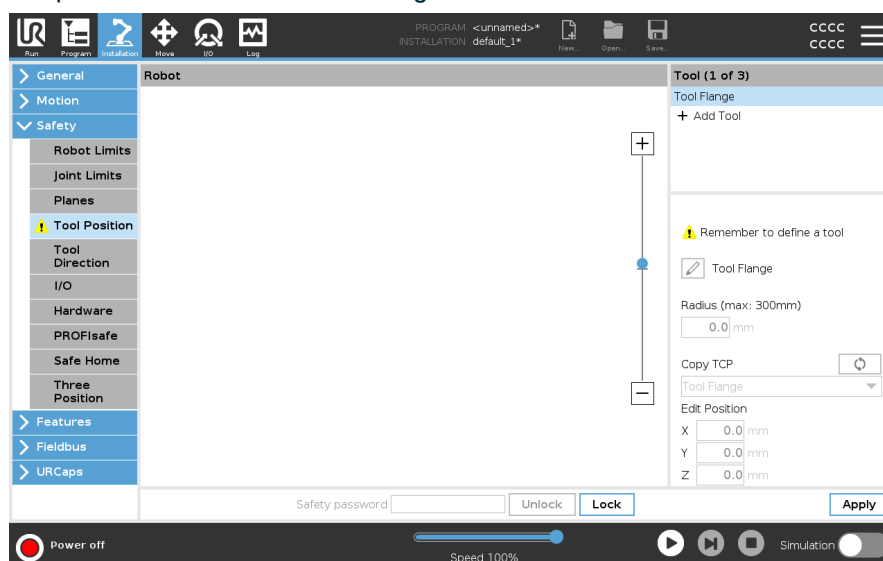 PROGRAM <unnamed>*
INSTALLATION default_1*
Run Program Installation Move I/O Log
New... Open... Save...
cccc
cccc
General
Motion
Safety
Robot Limits
Joint Limits
Planes
Tool Position
Tool
Direction
I/O
Hardware
PROFIsafe
Safe Home
Three
Position
Features
Fieldbus
URCaps
Robot
+
−
Tool (1 of 3)
Tool Flange
+ Add Tool
Remember to define a tool
Tool Flange
Radius (max: 300mm)
0.0 mm
Copy TCP
Tool Flange
Edit Position
X 0.0 mm
Y 0.0 mm
Z 0.0 mm
Safety password Unlock Lock
Apply
Power off
Speed 100%
Simulation